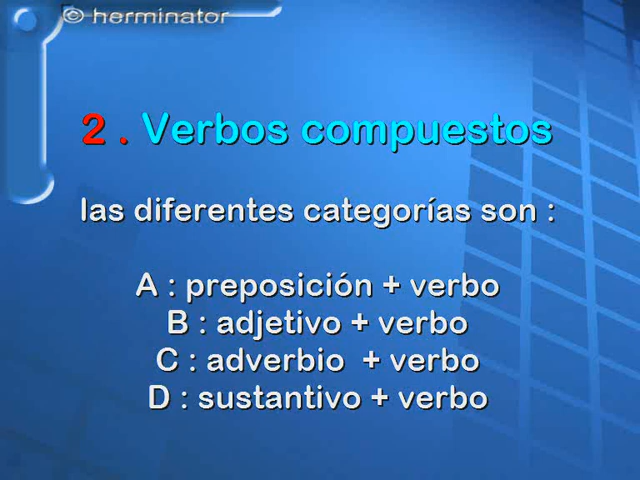 © herminator
2 . Verbos compuestos
las diferentes categorías son :
A : preposición + verbo
B : adjetivo + verbo
C : adverbio + verbo
D : sustantivo + verbo